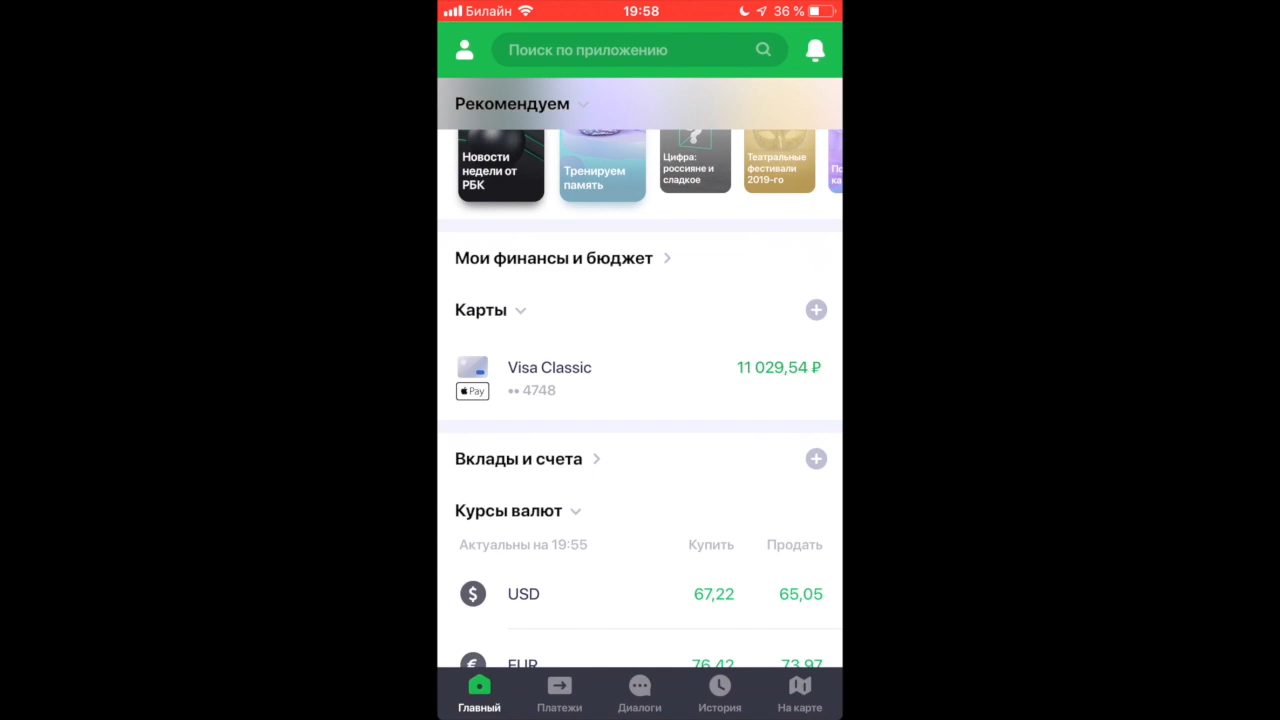 Билайн 19:58 36 %
Поиск по приложению
Рекомендуем
Новости
недели от
РБК
Тренируем
память
Цифра:
россияне и
сладкое
Театральные
фестивали
2019-го
Мои финансы и бюджет
Карты
Visa Classic 11 029,54 ₽
Pay •• 4748
Вклады и счета
Курсы валют
Актуальны на 19:55 Купить Продать
$ USD 67,22 65,05
€ EUR 76,42 73,97
Главный Платежи Диалоги История На карте